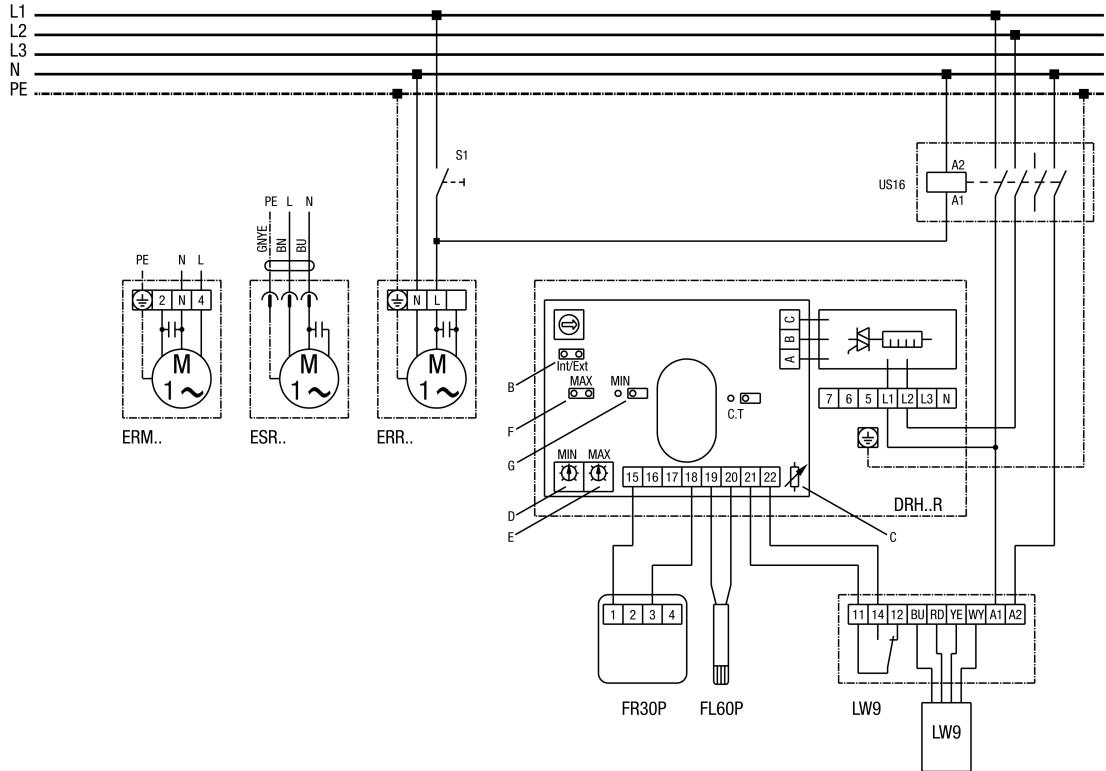 L1
L2
L3
N
PE
S1
A2
US16
A1
PE L N
GNYE
BN
BU
PE N L
2 N 4
N L
M
1~
M
1~
M
1~
ERM..
ESR..
ERR..
Int/Ext
B
MAX MIN
F
C.T
G
C
B
A
7 6 5 L1 L2 L3 N
MIN MAX
15 16 17 18 19 20 21 22
D
E
C
DRH..R
1 2 3 4
11 14 12 BU RD YE WY A1 A2
FR30P
FL60P
LW9
LW9